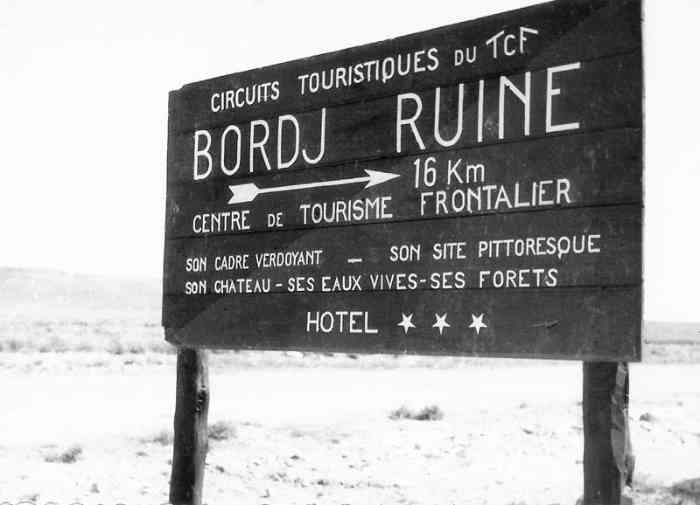 CIRCUITS TOURISTIQUES DU TCF
BORDJ RUINE
16 Km
CENTRE DE TOURISME FRONTALIER
SON CADRE VERDOYANT — SON SITE PITTORESQUE
SON CHATEAU - SES EAUX VIVES - SES FORETS
HOTEL ★ ★ ★